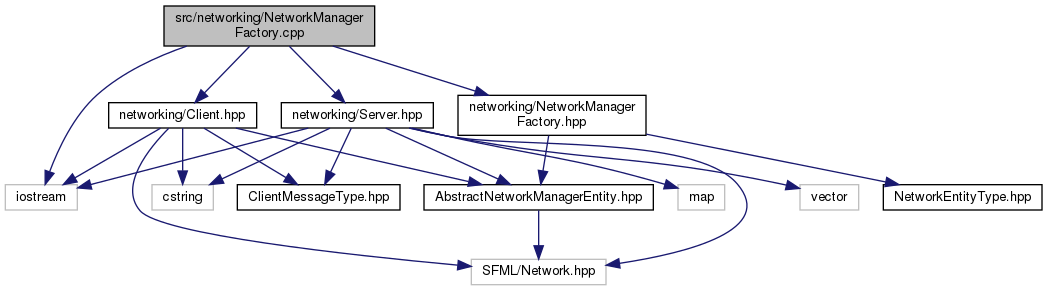 src/networking/NetworkManager
Factory.cpp
networking/Client.hpp
networking/Server.hpp
networking/NetworkManager
Factory.hpp
iostream
cstring
ClientMessageType.hpp
AbstractNetworkManagerEntity.hpp
map
vector
NetworkEntityType.hpp
SFML/Network.hpp